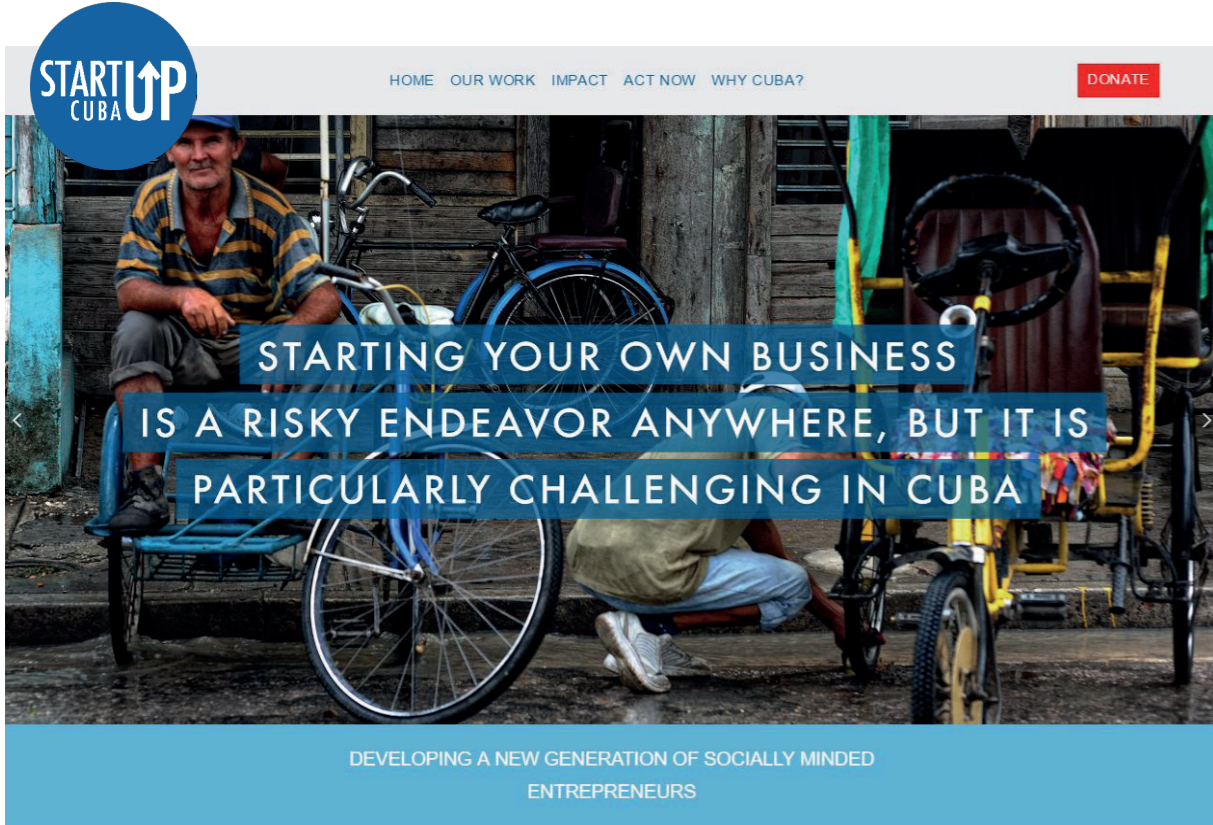 START UP
CUBA
HOME OUR WORK IMPACT ACT NOW WHY CUBA?
DONATE
STARTING YOUR OWN BUSINESS
IS A RISKY ENDEAVOR ANYWHERE, BUT IT IS
PARTICULARLY CHALLENGING IN CUBA
DEVELOPING A NEW GENERATION OF SOCIALLY MINDED
ENTREPRENEURS